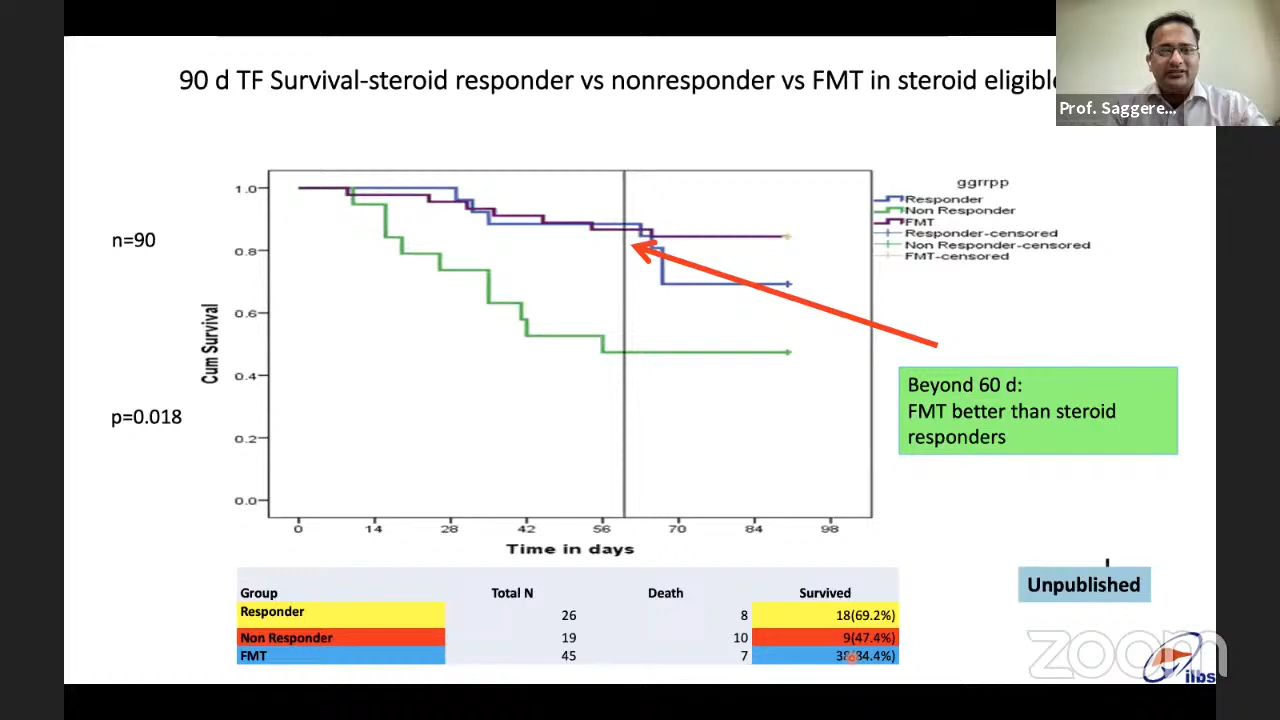 90 d TF Survival-steroid responder vs nonresponder vs FMT in steroid eligible
Prof. Saggere...
n=90
p=0.018
Cum Survival
1.0
0.8
0.6
0.4
0.2
0.0
0 14 28 42 56 70 84 98
Time in days
ggrrpp
Responder
Non Responder
FMT
Responder-censored
Non Responder-censored
FMT-censored
Beyond 60 d:
FMT better than steroid
responders
Group Total N Death Survived
Responder 26 8 18(69.2%)
Non Responder 19 10 9(47.4%)
FMT 45 7 38(84.4%)
Unpublished
zoom
ilbs